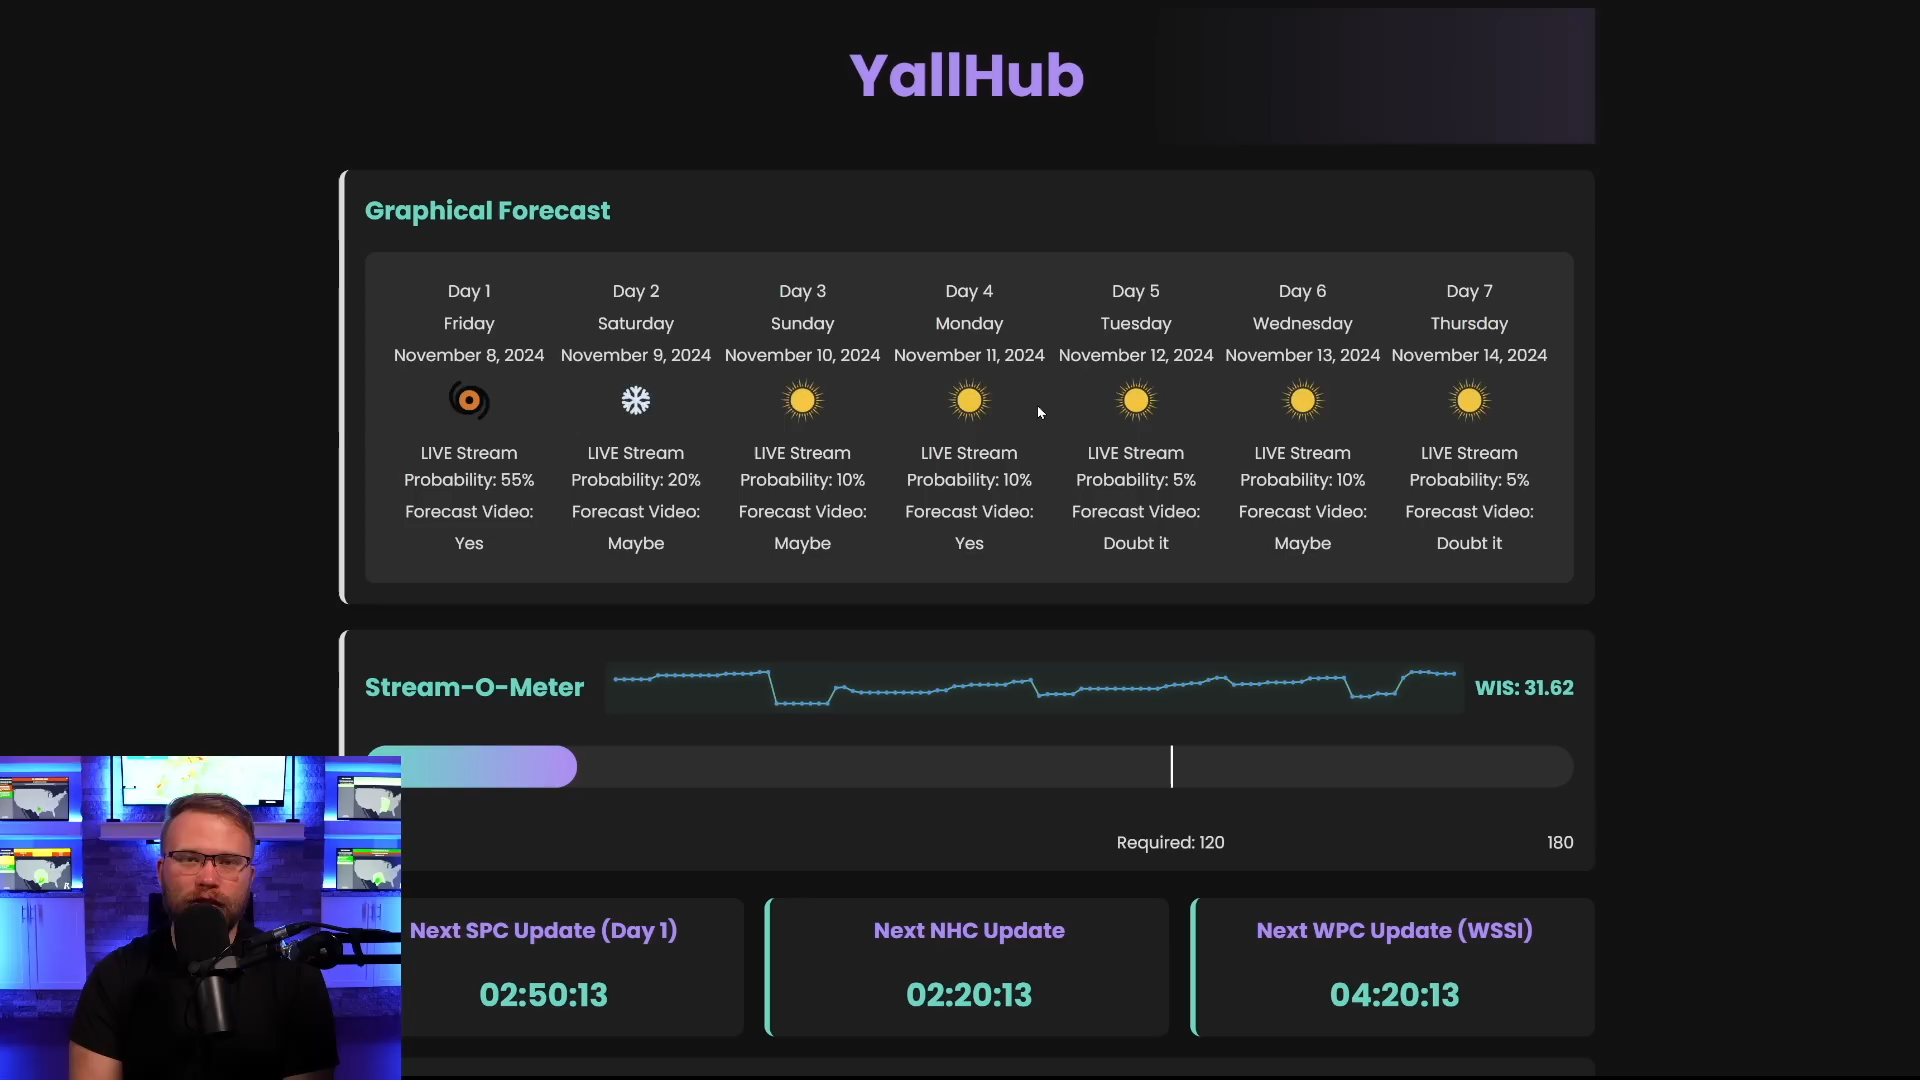 YallHub
Graphical Forecast
Day 1
Friday
November 8, 2024
LIVE Stream
Probability: 55%
Forecast Video:
Yes
Day 2
Saturday
November 9, 2024
LIVE Stream
Probability: 20%
Forecast Video:
Maybe
Day 3
Sunday
November 10, 2024
LIVE Stream
Probability: 10%
Forecast Video:
Maybe
Day 4
Monday
November 11, 2024
LIVE Stream
Probability: 10%
Forecast Video:
Yes
Day 5
Tuesday
November 12, 2024
LIVE Stream
Probability: 5%
Forecast Video:
Doubt it
Day 6
Wednesday
November 13, 2024
LIVE Stream
Probability: 10%
Forecast Video:
Maybe
Day 7
Thursday
November 14, 2024
LIVE Stream
Probability: 5%
Forecast Video:
Doubt it
Stream-O-Meter
WIS: 31.62
Required: 120
180
Next SPC Update (Day 1)
02:50:13
Next NHC Update
02:20:13
Next WPC Update (WSSI)
04:20:13